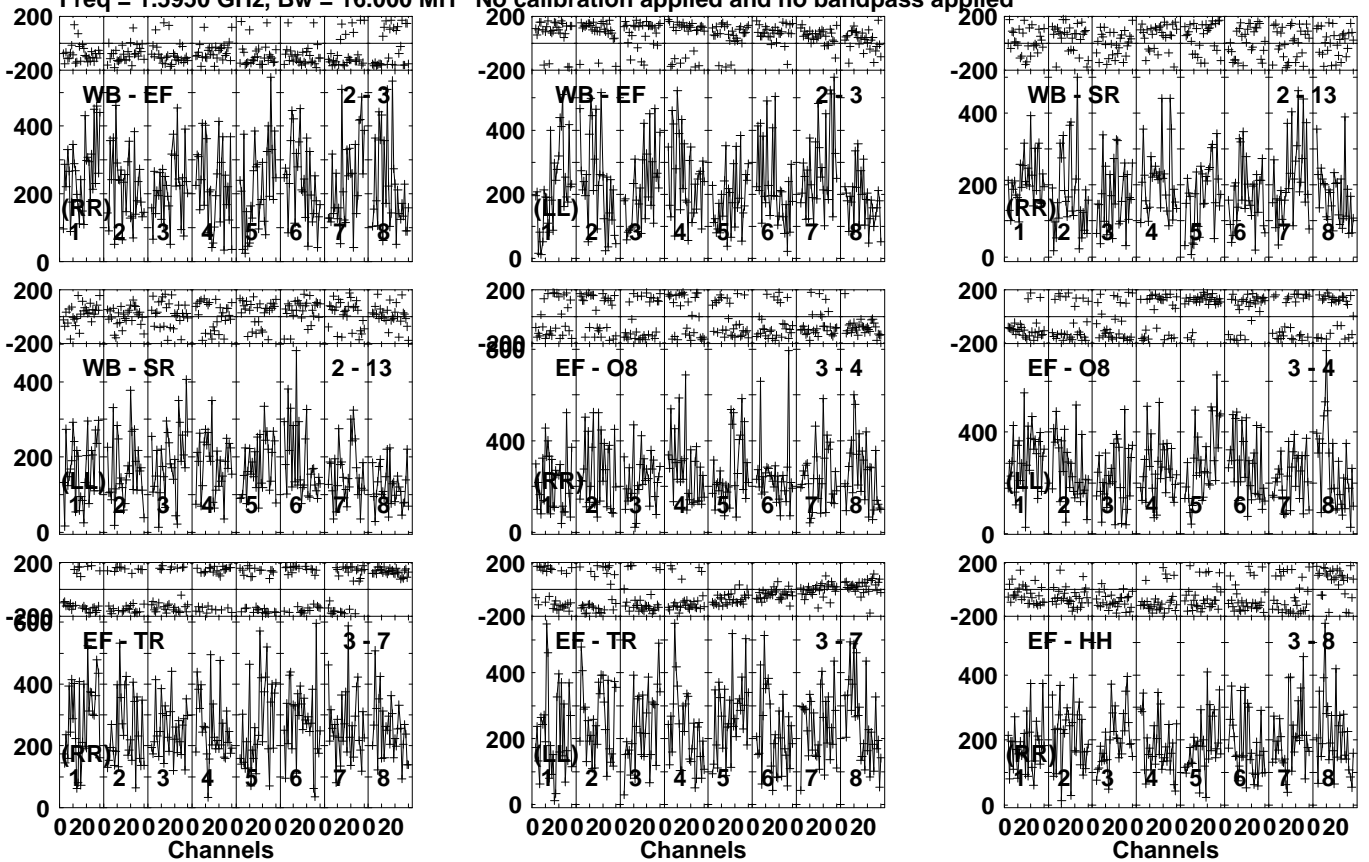 Freq = 1.5950 GHz, Bw = 16.000 MH No calibration applied and no bandpass applied
200 200 200
-200 -200
WB - EF 2 - 3 WB - EF 2 - 3 WB - SR 2 - 13
400 400 400
200 200 200
(RR) (LL) (RR)
1 2 3 4 5 6 7 8 1 2 3 4 5 6 7 8 1 2 3 4 5 6 7 8
0 0 0
200 200 200
-200 -200 -200
800
WB - SR 2 - 13 EF - O8 3 - 4 EF - O8 3 - 4
400 400 400
200
(LL) (RR) (LL)
1 2 3 4 5 6 7 8 1 2 3 4 5 6 7 8 1 2 3 4 5 6 7 8
0 0 0
200 200 200
-200 -200 -200
600
EF - TR 3 - 7 EF - TR 3 - 7 EF - HH 3 - 8
400 400 400
200 200 200
(RR) (LL) (RR)
1 2 3 4 5 6 7 8 1 2 3 4 5 6 7 8 1 2 3 4 5 6 7 8
0 0 0
0 20 0 20 0 20 0 20 0 20 0 20 0 20 0 20 0 20 0 20 0 20 0 20 0 20 0 20 0 20 0 20 0 20 0 20 0 20 0 20 0 20 0 20 0 20 0 20
Channels Channels Channels